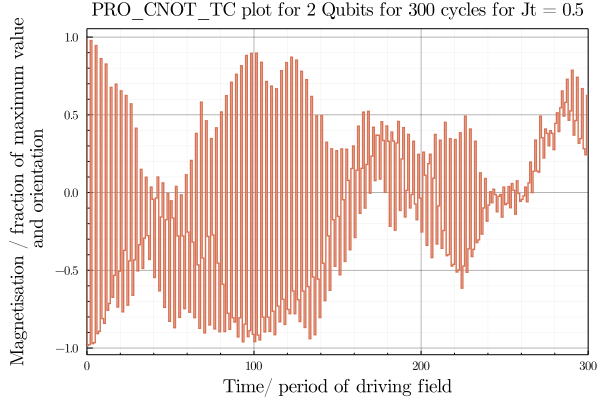 PRO_CNOT_TC plot for 2 Qubits for 300 cycles for Jt = 0.5
Magnetisation / fraction of maximum value
and orientation
1.0
0.5
0.0
−0.5
−1.0
0
100
200
300
Time/ period of driving field